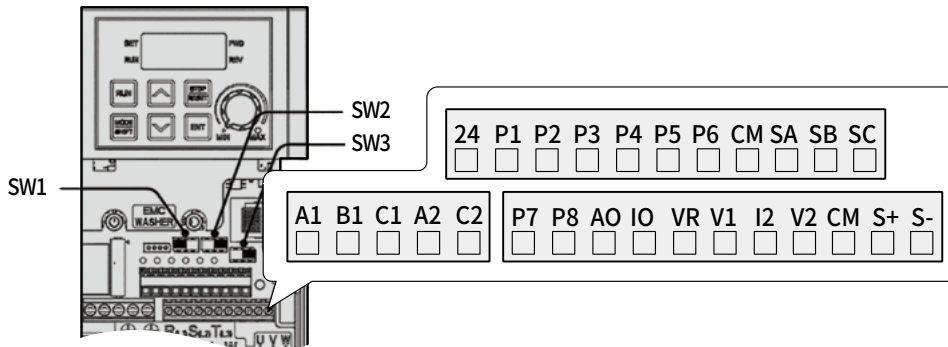 SET FWD
RUN REV
RUN STOP RESET
MODE SHIFT ENT
MIN MAX
SW2
SW3
SW1
EMC
WASHER
24 P1 P2 P3 P4 P5 P6 CM SA SB SC
A1 B1 C1 A2 C2
P7 P8 AO IO VR V1 I2 V2 CM S+ S-
U V W